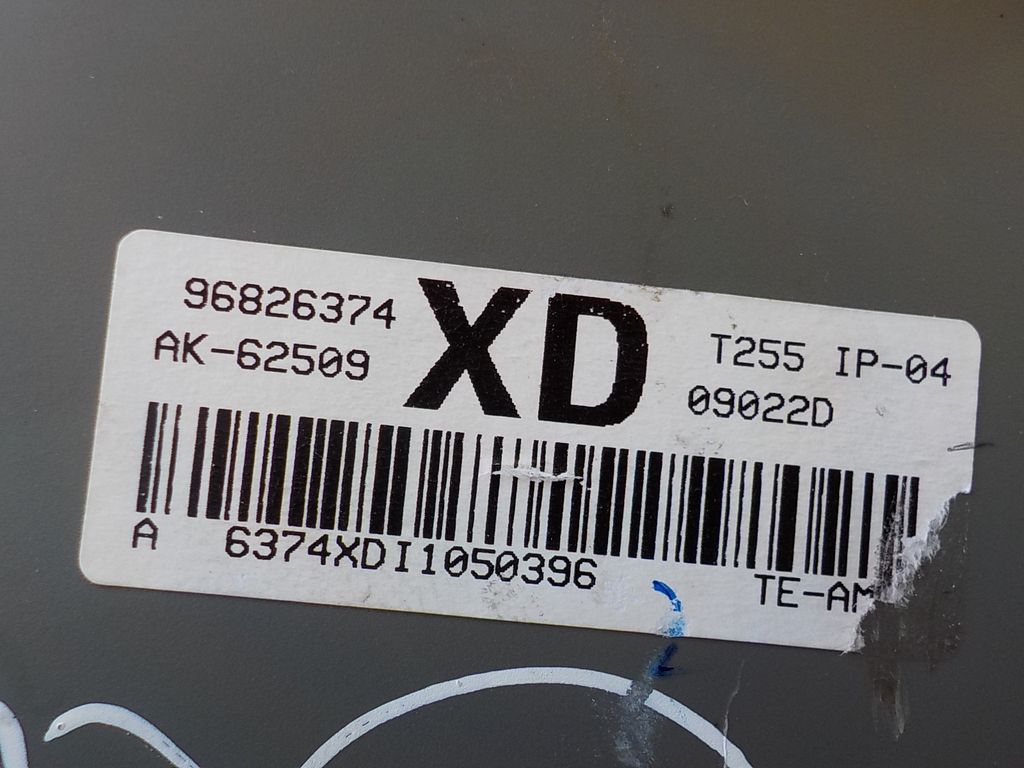 96826374 XD T255 IP-04
AK-62509 09022D
A 6374XDI1050396 TE-AM